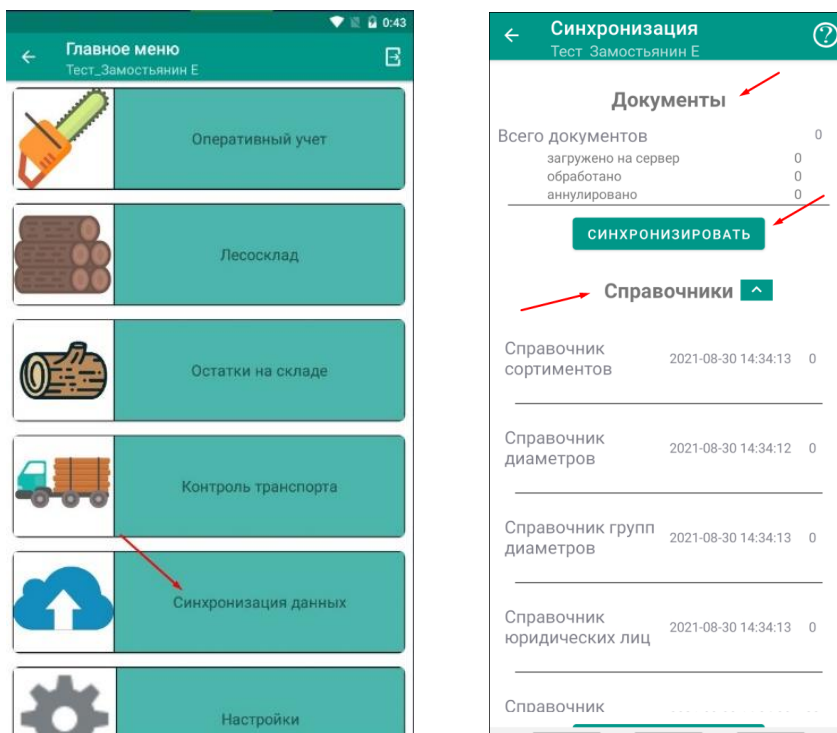 0:43
Главное меню
Тест_Замостьянин Е
Оперативный учет
Лесосклад
Остатки на складе
Контроль транспорта
Синхронизация данных
Настройки
Синхронизация
Тест Замостьянин Е
Документы
Всего документов 0
загружено на сервер 0
обработано 0
аннулировано 0
СИНХРОНИЗИРОВАТЬ
Справочники
Справочник
сортиментов 2021-08-30 14:34:13 0
Справочник
диаметров 2021-08-30 14:34:12 0
Справочник групп
диаметров 2021-08-30 14:34:13 0
Справочник
юридических лиц 2021-08-30 14:34:13 0
Справочник